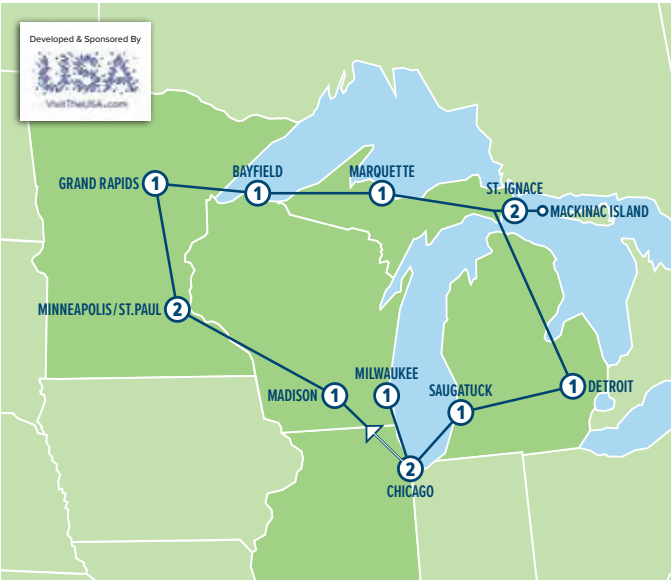 Developed & Sponsored By
USA
VisitTheUSA.com
GRAND RAPIDS
1
BAYFIELD
1
MARQUETTE
1
ST. IGNACE
2
MACKINAC ISLAND
MINNEAPOLIS/ST.PAUL
2
MADISON
1
MILWAUKEE
1
SAUGATUCK
1
1
DETROIT
2
CHICAGO